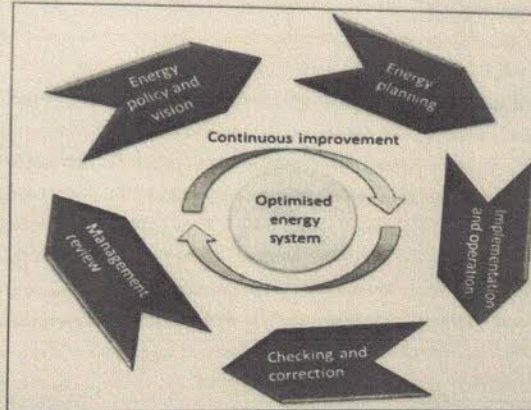 Energy
policy and
vision
Energy
planning
Continuous improvement
Optimised
energy
system
Implementation
and operation
Management
review
Checking and
correction